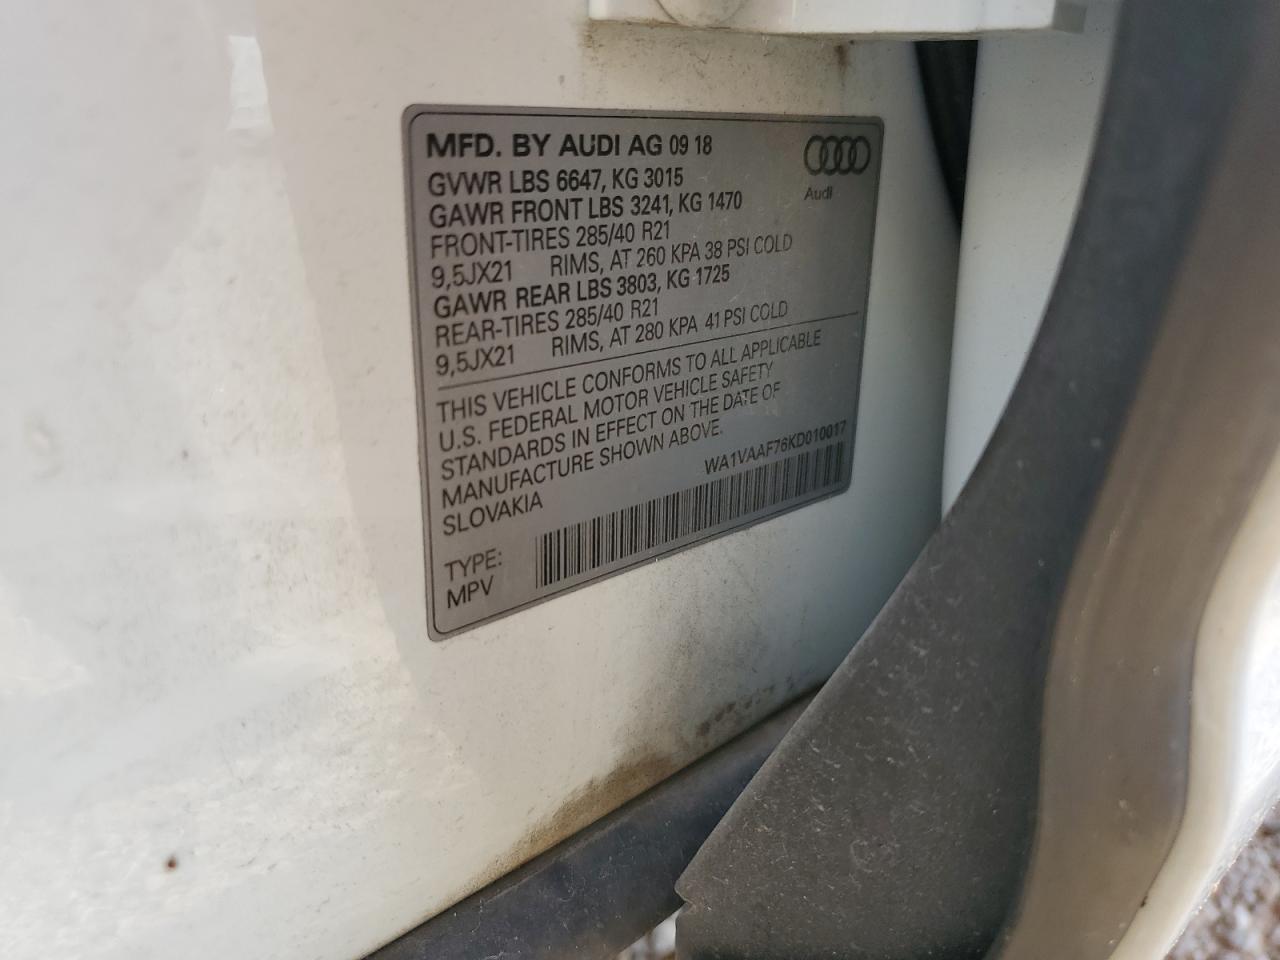 MFD. BY AUDI AG 09 18
GVWR LBS 6647, KG 3015
GAWR FRONT LBS 3241, KG 1470
FRONT-TIRES 285/40 R21
9,5JX21 RIMS, AT 260 KPA 38 PSI COLD
GAWR REAR LBS 3803, KG 1725
REAR-TIRES 285/40 R21
9,5JX21 RIMS, AT 280 KPA 41 PSI COLD
Audi
THIS VEHICLE CONFORMS TO ALL APPLICABLE
U.S. FEDERAL MOTOR VEHICLE SAFETY
STANDARDS IN EFFECT ON THE DATE OF
MANUFACTURE SHOWN ABOVE.
SLOVAKIA
WA1VAAF76KD010017
TYPE:
MPV